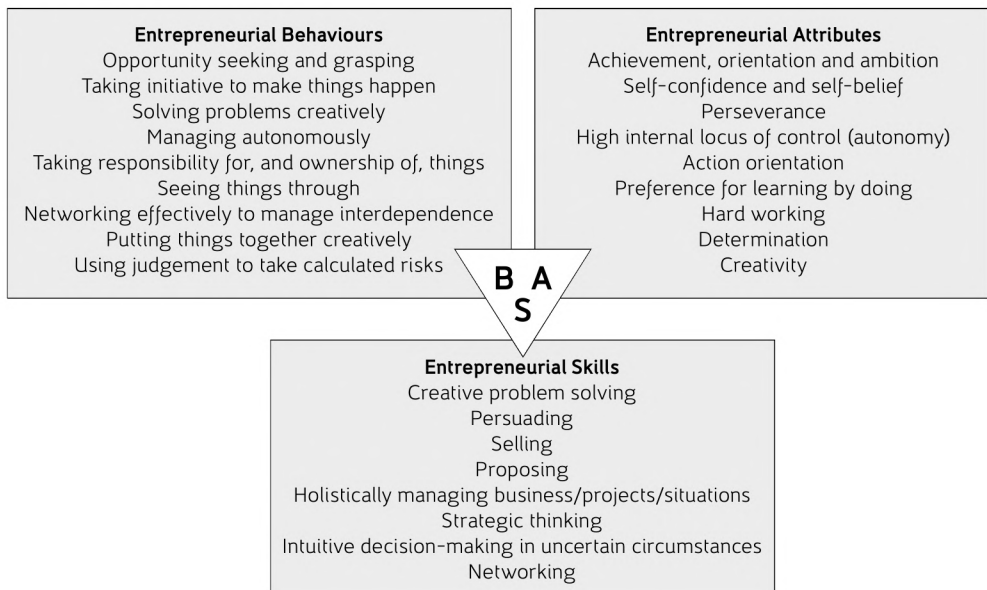 Entrepreneurial Behaviours
Opportunity seeking and grasping
Taking initiative to make things happen
Solving problems creatively
Managing autonomously
Taking responsibility for, and ownership of, things
Seeing things through
Networking effectively to manage interdependence
Putting things together creatively
Using judgement to take calculated risks
Entrepreneurial Attributes
Achievement, orientation and ambition
Self-confidence and self-belief
Perseverance
High internal locus of control (autonomy)
Action orientation
Preference for learning by doing
Hard working
Determination
Creativity
B A
S
Entrepreneurial Skills
Creative problem solving
Persuading
Selling
Proposing
Holistically managing business/projects/situations
Strategic thinking
Intuitive decision-making in uncertain circumstances
Networking